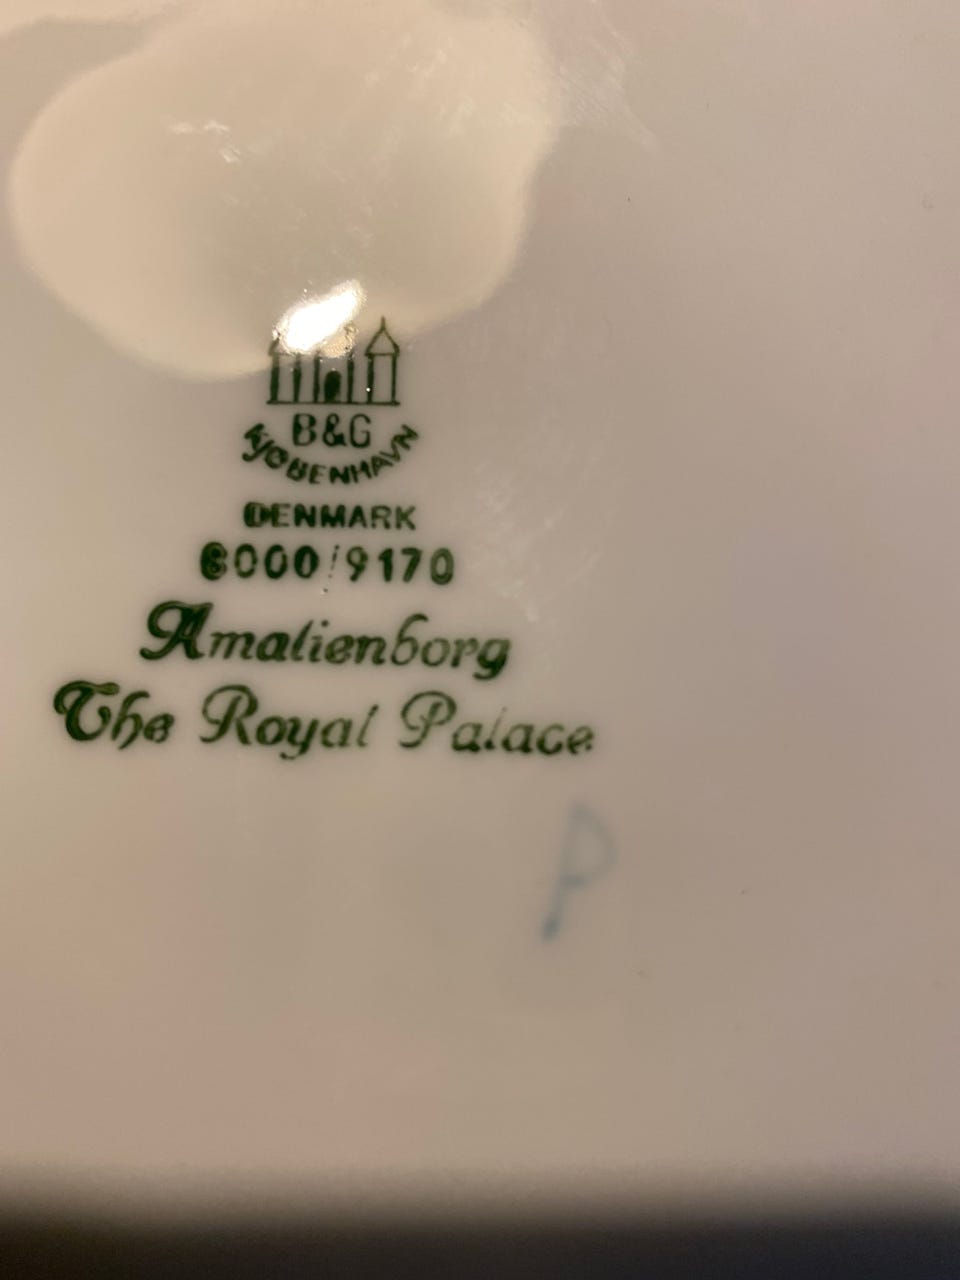 B&G
KJØBENHAVN
DENMARK
8000/9170
Amalienborg
The Royal Palace
P